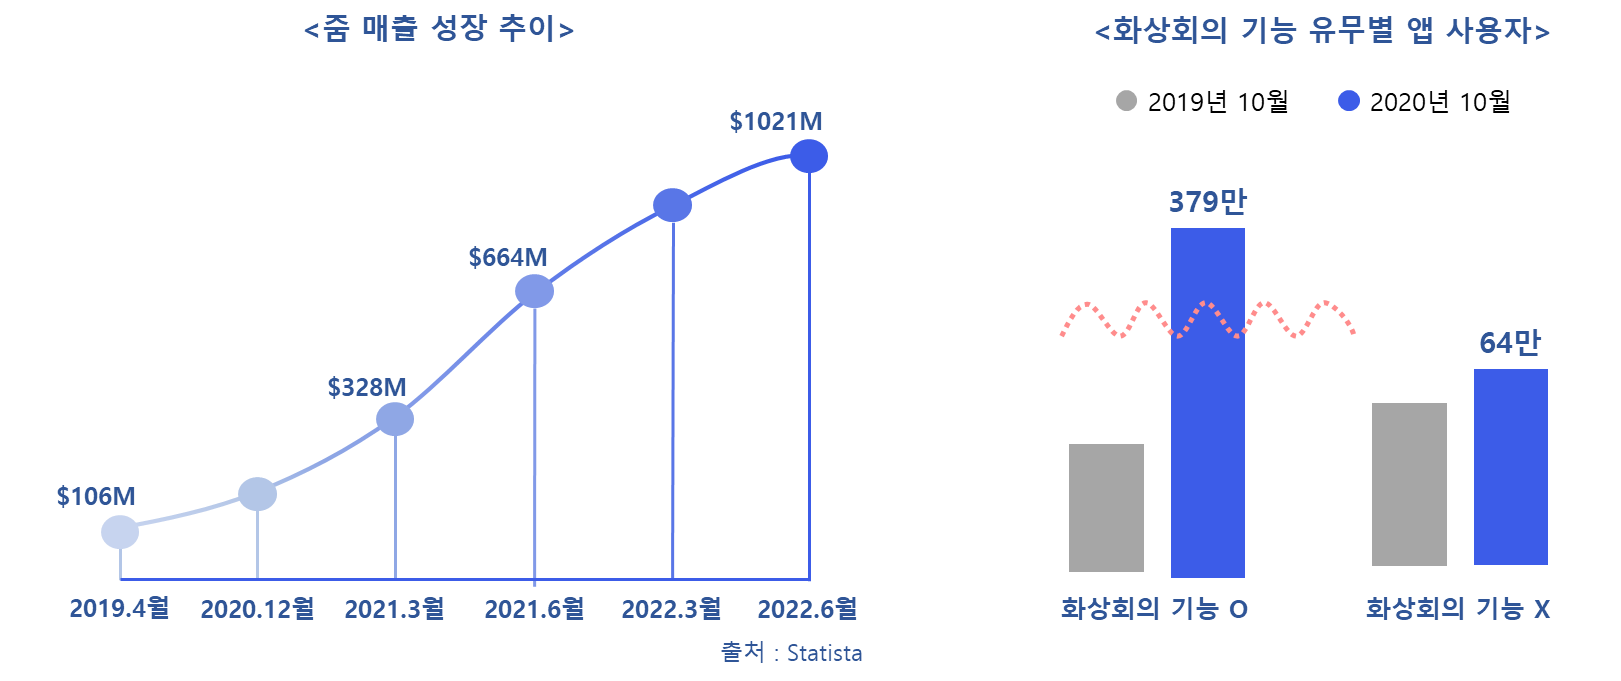 <줌 매출 성장 추이>
$106M
$328M
$664M
$1021M
2019.4월 2020.12월 2021.3월 2021.6월 2022.3월 2022.6월
출처 : Statista
<화상회의 기능 유무별 앱 사용자>
2019년 10월 2020년 10월
379만
64만
화상회의 기능 O 화상회의 기능 X